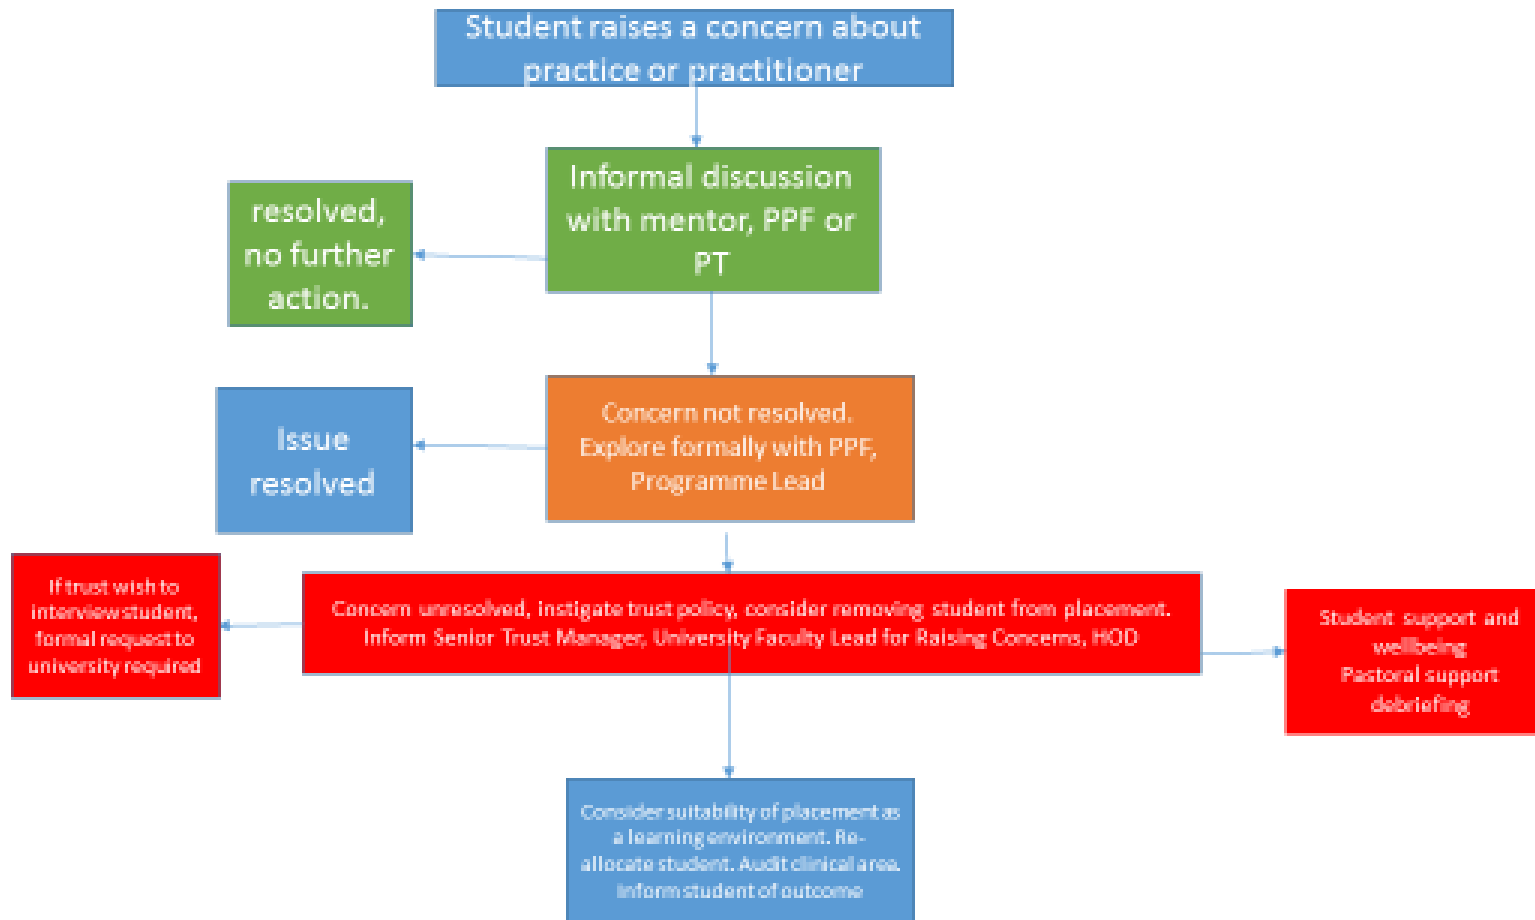 Student raises a concern about
practice or practitioner
Informal discussion
with mentor, PPF or
PT
resolved,
no further
action.
Concern not resolved.
Explore formally with PPF,
Programme Lead
Issue
resolved
If trust wish to
interview student,
formal request to
university required
Concern unresolved, instigate trust policy, consider removing student from placement.
Inform Senior Trust Manager, University Faculty Lead for Raising Concerns, HOD
Student support and
wellbeing
Pastoral support
debriefing
Consider suitability of placement as
a learning environment. Re-
allocate student. Audit clinical area.
Inform student of outcome